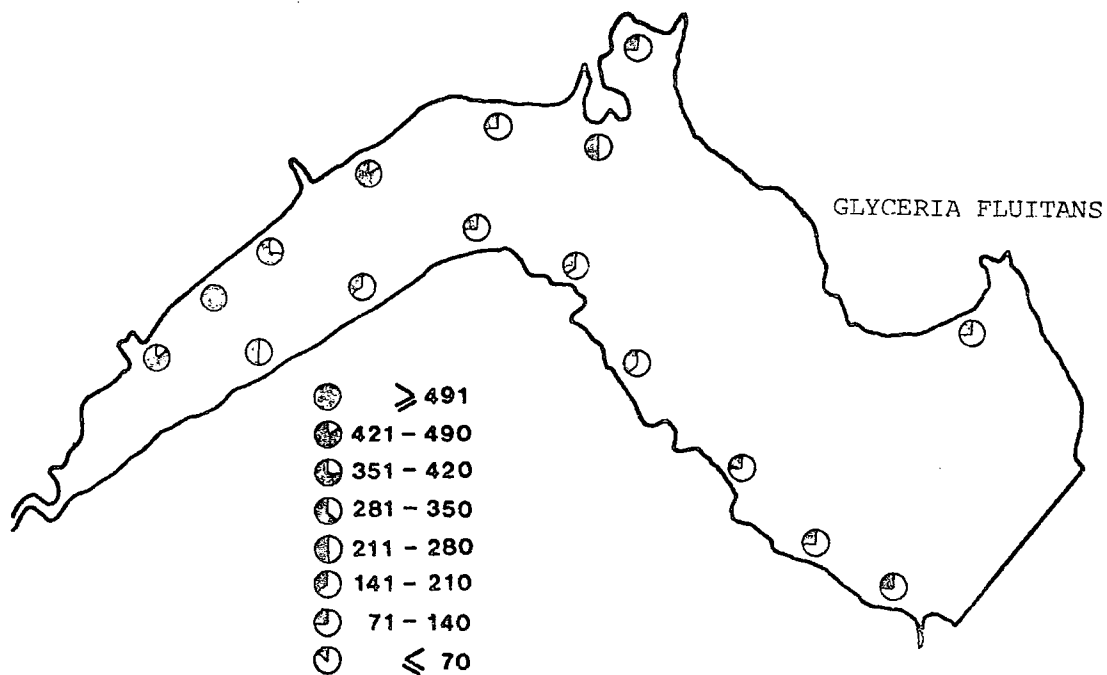 GLYCERIA FLUITANS
⩾ 491
421 – 490
351 – 420
281 – 350
211 – 280
141 – 210
71 – 140
⩽ 70